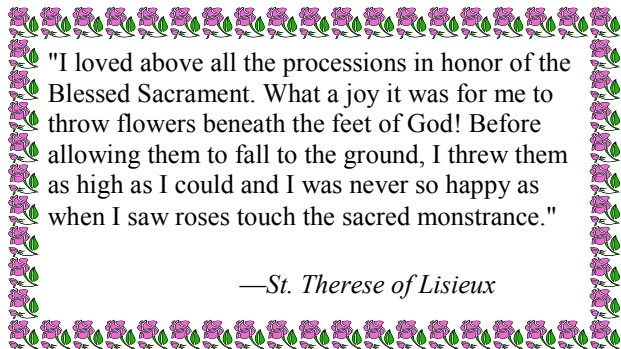 "I loved above all the processions in honor of the
Blessed Sacrament. What a joy it was for me to
throw flowers beneath the feet of God! Before
allowing them to fall to the ground, I threw them
as high as I could and I was never so happy as
when I saw roses touch the sacred monstrance."
—St. Therese of Lisieux